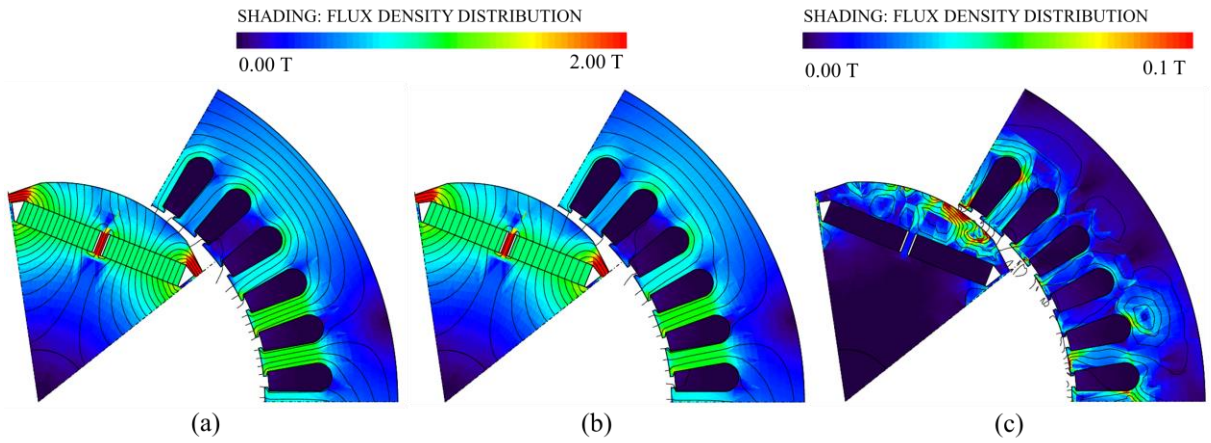 SHADING: FLUX DENSITY DISTRIBUTION
0.00 T 2.00 T
SHADING: FLUX DENSITY DISTRIBUTION
0.00 T 0.1 T
(a)
(b)
(c)